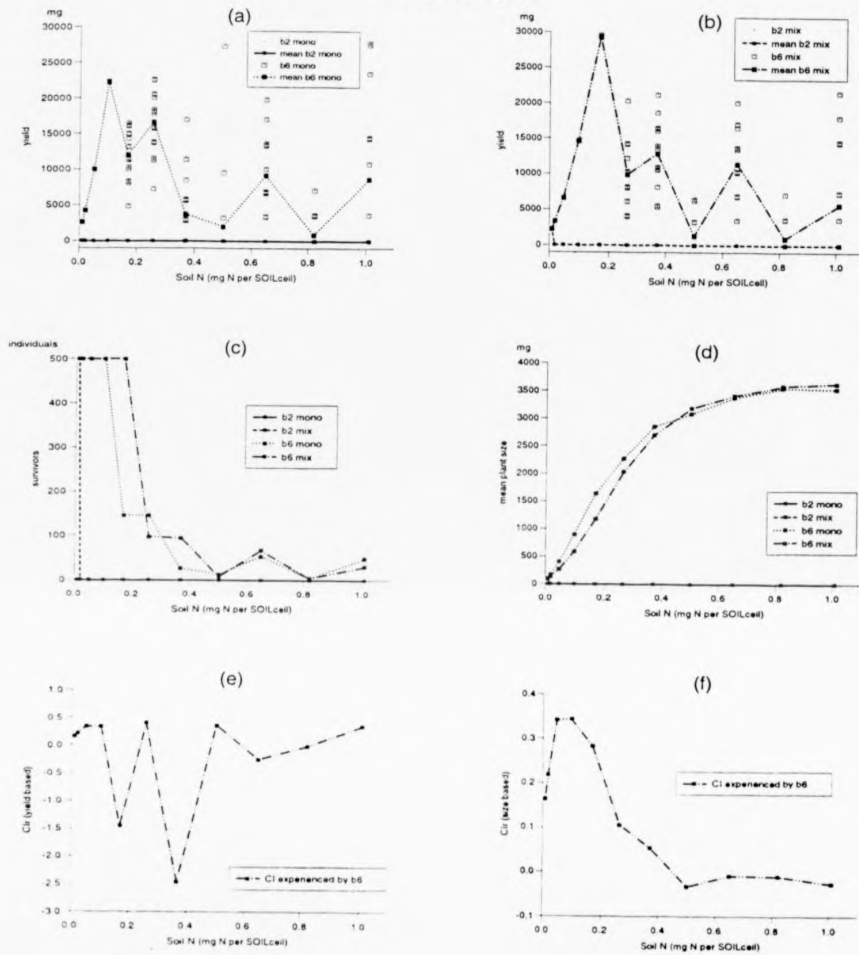 (a)
mg
30000
25000
20000
15000
10000
5000
0
yield
b2 mono
mean b2 mono
b6 mono
mean b6 mono
0.0 0.2 0.4 0.6 0.8 1.0
Soil N (mg N per SOILcell)
(b)
mg
30000
25000
20000
15000
10000
5000
0
yield
b2 mix
mean b2 mix
b6 mix
mean b6 mix
0.0 0.2 0.4 0.6 0.8 1.0
Soil N (mg N per SOILcell)
(c)
individuals
500
400
300
200
100
0
survivors
b2 mono
b2 mix
b6 mono
b6 mix
0.0 0.2 0.4 0.6 0.8 1.0
Soil N (mg N per SOILcell)
(d)
mg
4000
3500
3000
2500
2000
1500
1000
500
0
mean plant size
b2 mono
b2 mix
b6 mono
b6 mix
0.0 0.2 0.4 0.6 0.8 1.0
Soil N (mg N per SOILcell)
(e)
1.0
0.5
0.0
-0.5
-1.0
-1.5
-2.0
-2.5
-3.0
CIr (yield based)
CI experienced by b6
0.0 0.2 0.4 0.6 0.8 1.0
Soil N (mg N per SOILcell)
(f)
0.4
0.3
0.2
0.1
0.0
-0.1
CIr (size based)
CI experienced by b6
0.0 0.2 0.4 0.6 0.8 1.0
Soil N (mg N per SOILcell)